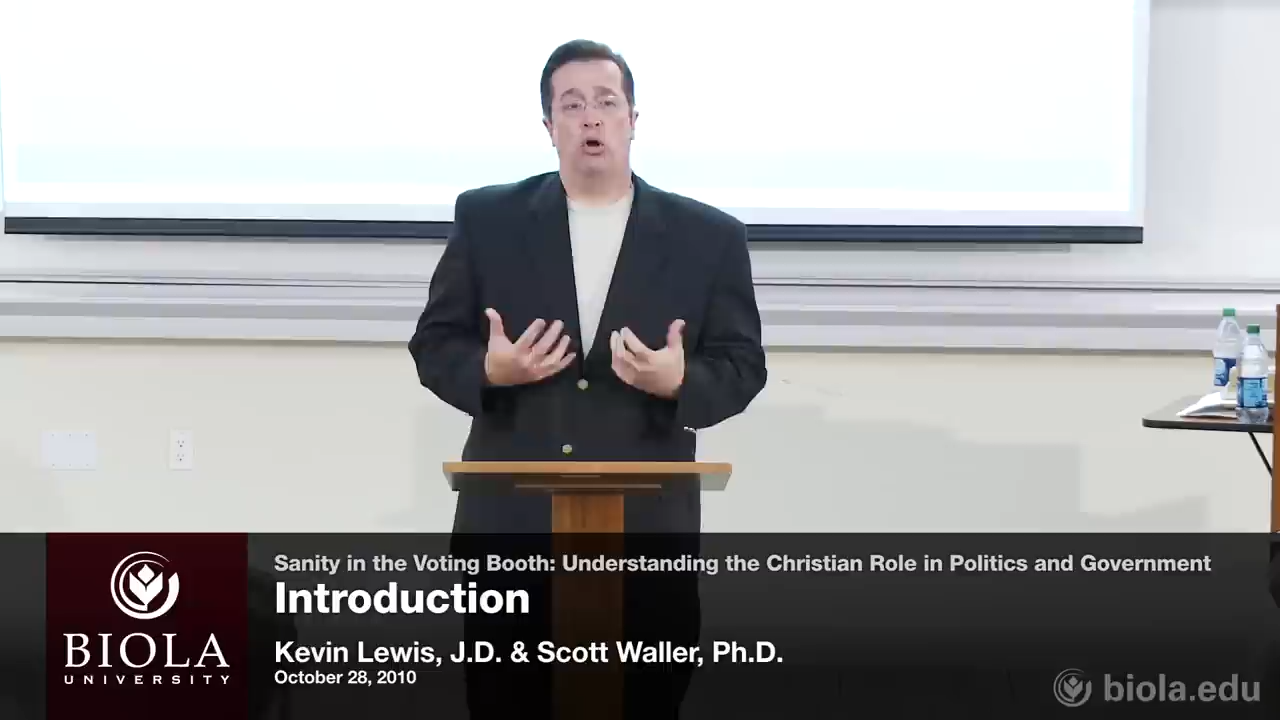 Sanity in the Voting Booth: Understanding the Christian Role in Politics and Government
Introduction
Kevin Lewis, J.D. & Scott Waller, Ph.D.
October 28, 2010
BIOLA
UNIVERSITY
biola.edu